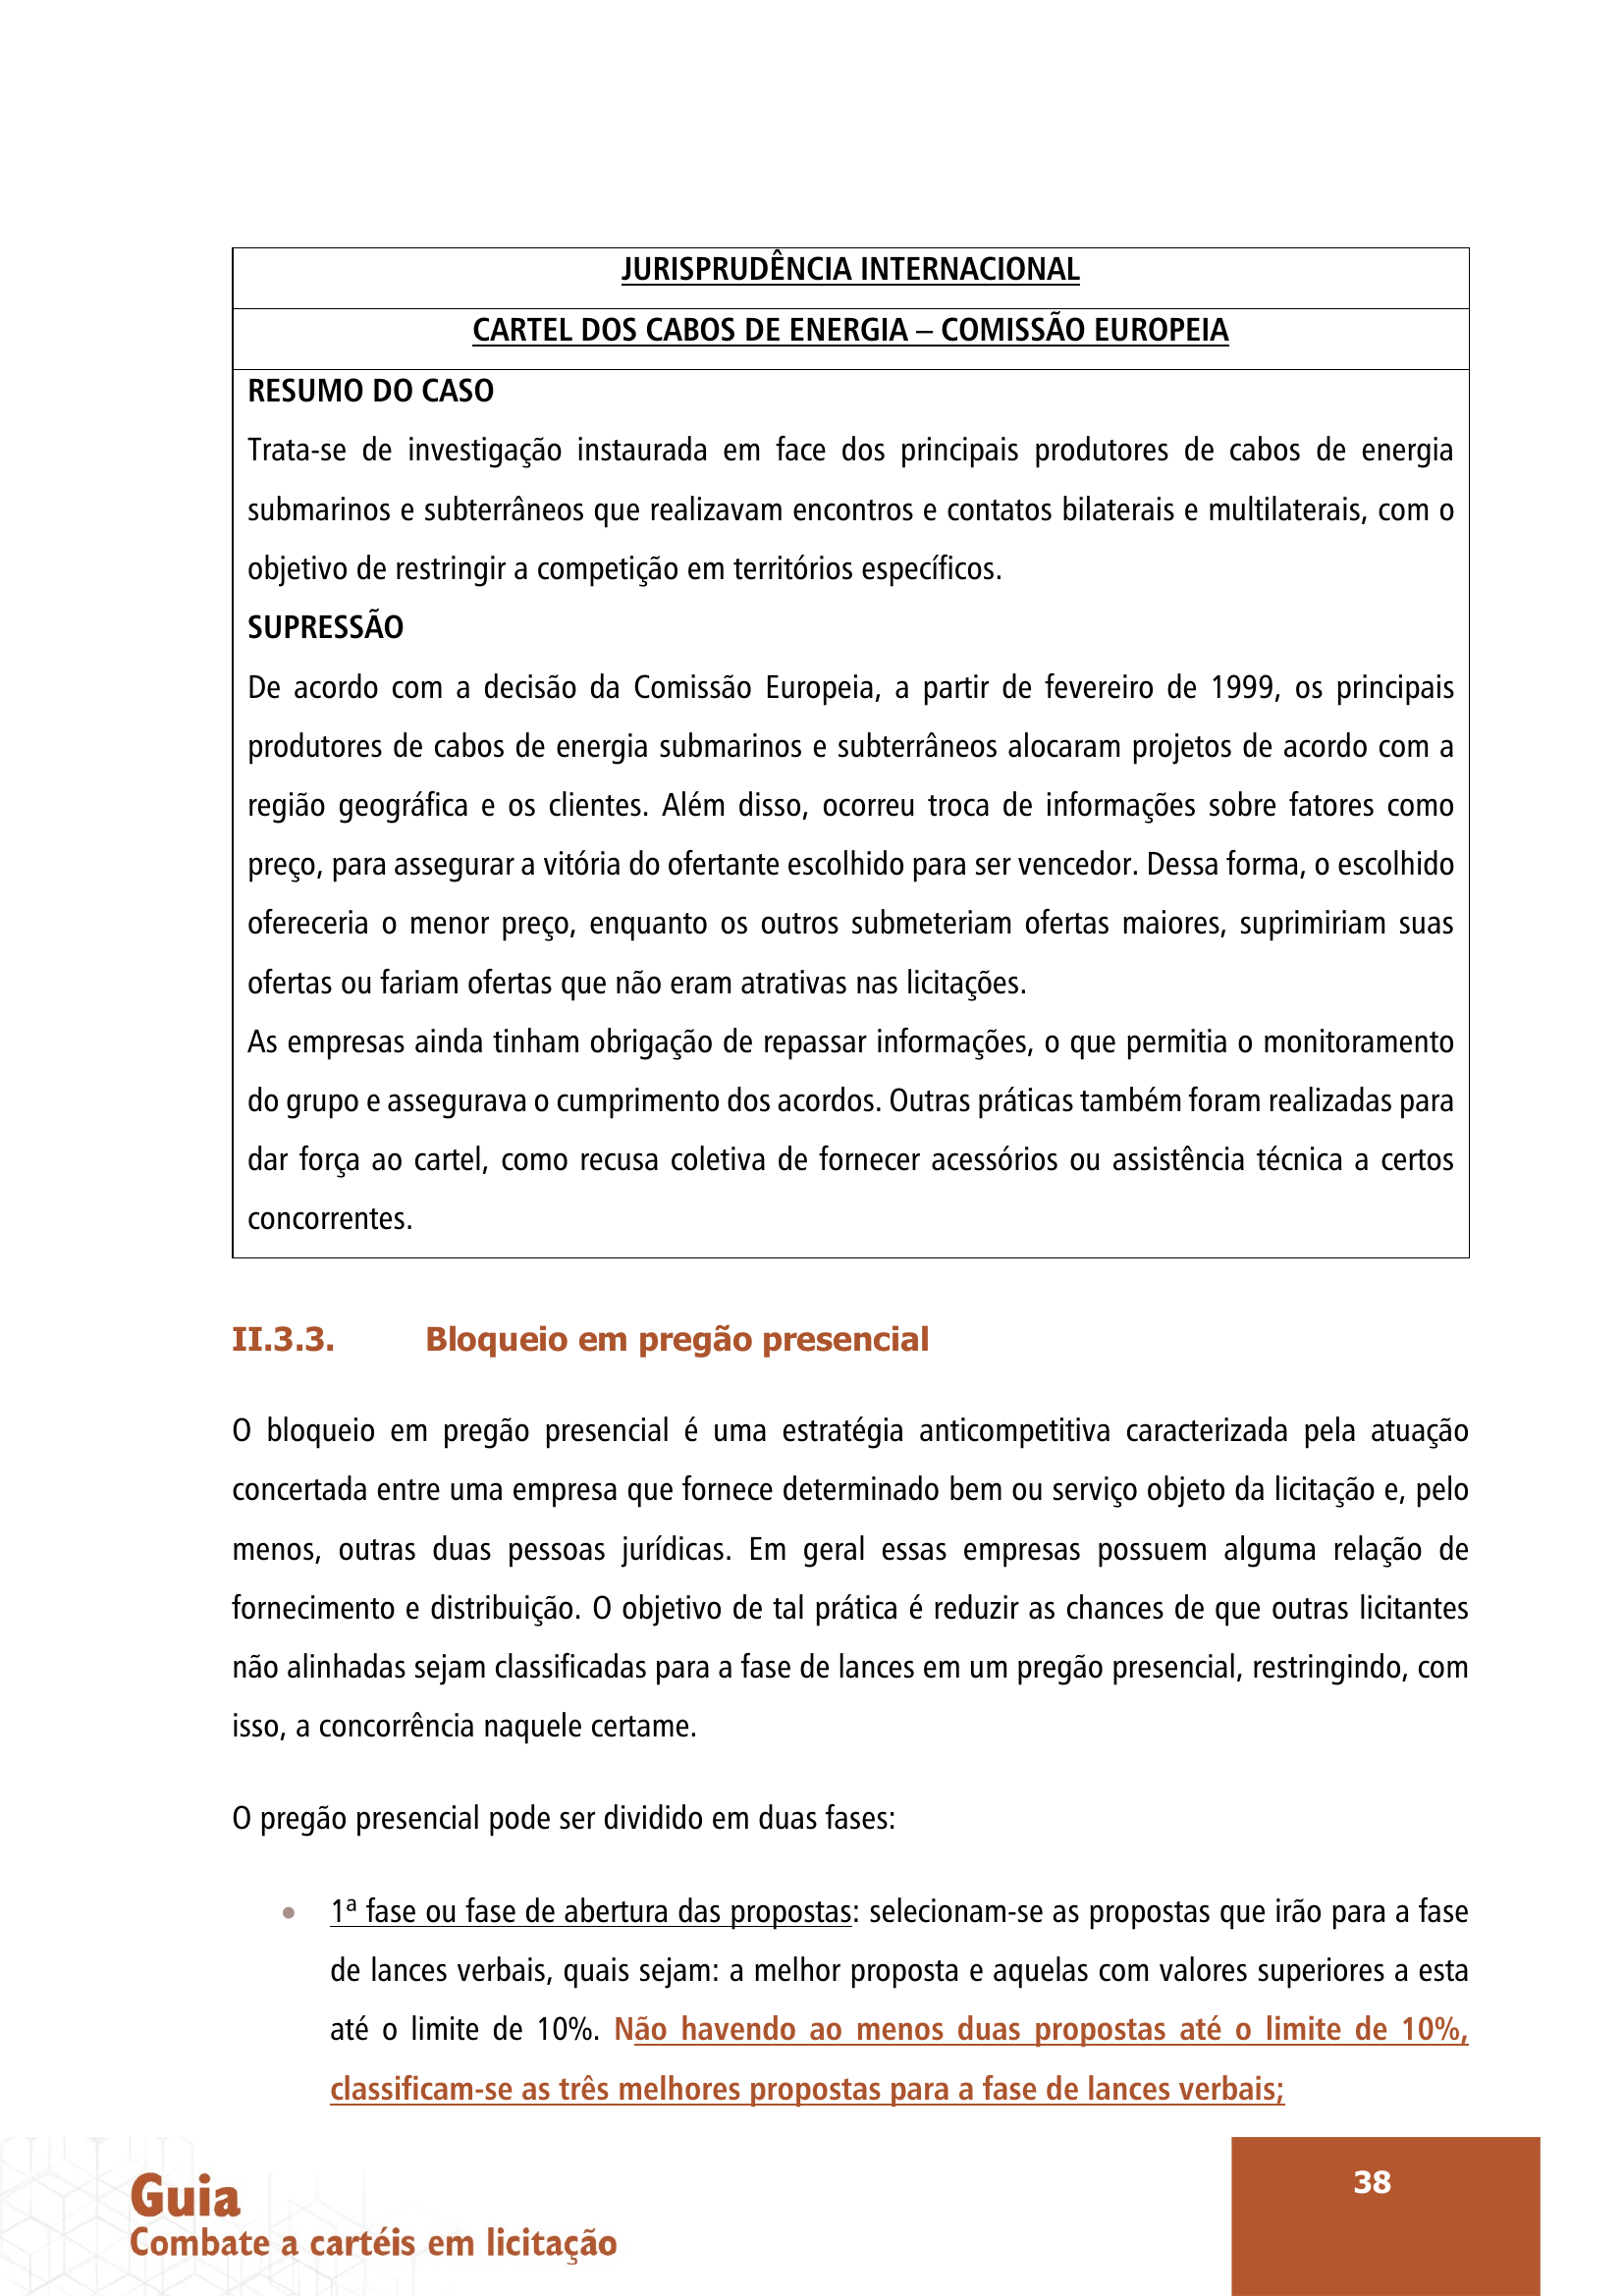 JURISPRUDÊNCIA INTERNACIONAL
CARTEL DOS CABOS DE ENERGIA – COMISSÃO EUROPEIA
RESUMO DO CASO
Trata-se de investigação instaurada em face dos principais produtores de cabos de energia
submarinos e subterrâneos que realizavam encontros e contatos bilaterais e multilaterais, com o
objetivo de restringir a competição em territórios específicos.
SUPRESSÃO
De acordo com a decisão da Comissão Europeia, a partir de fevereiro de 1999, os principais
produtores de cabos de energia submarinos e subterrâneos alocaram projetos de acordo com a
região geográfica e os clientes. Além disso, ocorreu troca de informações sobre fatores como
preço, para assegurar a vitória do ofertante escolhido para ser vencedor. Dessa forma, o escolhido
ofereceria o menor preço, enquanto os outros submeteriam ofertas maiores, suprimiriam suas
ofertas ou fariam ofertas que não eram atrativas nas licitações.
As empresas ainda tinham obrigação de repassar informações, o que permitia o monitoramento
do grupo e assegurava o cumprimento dos acordos. Outras práticas também foram realizadas para
dar força ao cartel, como recusa coletiva de fornecer acessórios ou assistência técnica a certos
concorrentes.
II.3.3. Bloqueio em pregão presencial
O bloqueio em pregão presencial é uma estratégia anticompetitiva caracterizada pela atuação
concertada entre uma empresa que fornece determinado bem ou serviço objeto da licitação e, pelo
menos, outras duas pessoas jurídicas. Em geral essas empresas possuem alguma relação de
fornecimento e distribuição. O objetivo de tal prática é reduzir as chances de que outras licitantes
não alinhadas sejam classificadas para a fase de lances em um pregão presencial, restringindo, com
isso, a concorrência naquele certame.
O pregão presencial pode ser dividido em duas fases:
• 1ª fase ou fase de abertura das propostas: selecionam-se as propostas que irão para a fase
de lances verbais, quais sejam: a melhor proposta e aquelas com valores superiores a esta
até o limite de 10%. Não havendo ao menos duas propostas até o limite de 10%,
classificam-se as três melhores propostas para a fase de lances verbais;
38
Guia
Combate a cartéis em licitação